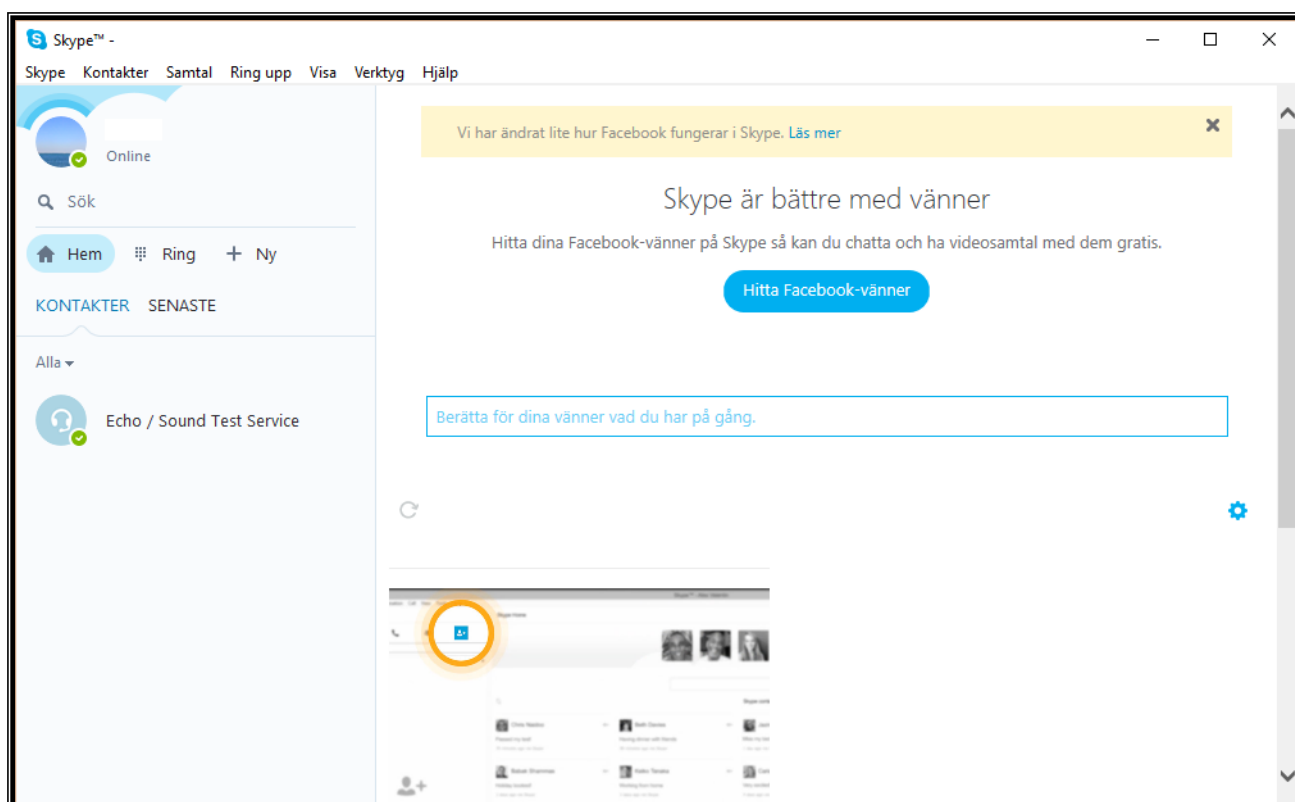 Skype™ -
Skype Kontakter Samtal Ring upp Visa Verktyg Hjälp
Online
Sök
Hem Ring Ny
KONTAKTER SENASTE
Alla
Echo / Sound Test Service
Vi har ändrat lite hur Facebook fungerar i Skype. Läs mer
Skype är bättre med vänner
Hitta dina Facebook-vänner på Skype så kan du chatta och ha videosamtal med dem gratis.
Hitta Facebook-vänner
Berätta för dina vänner vad du har på gång.